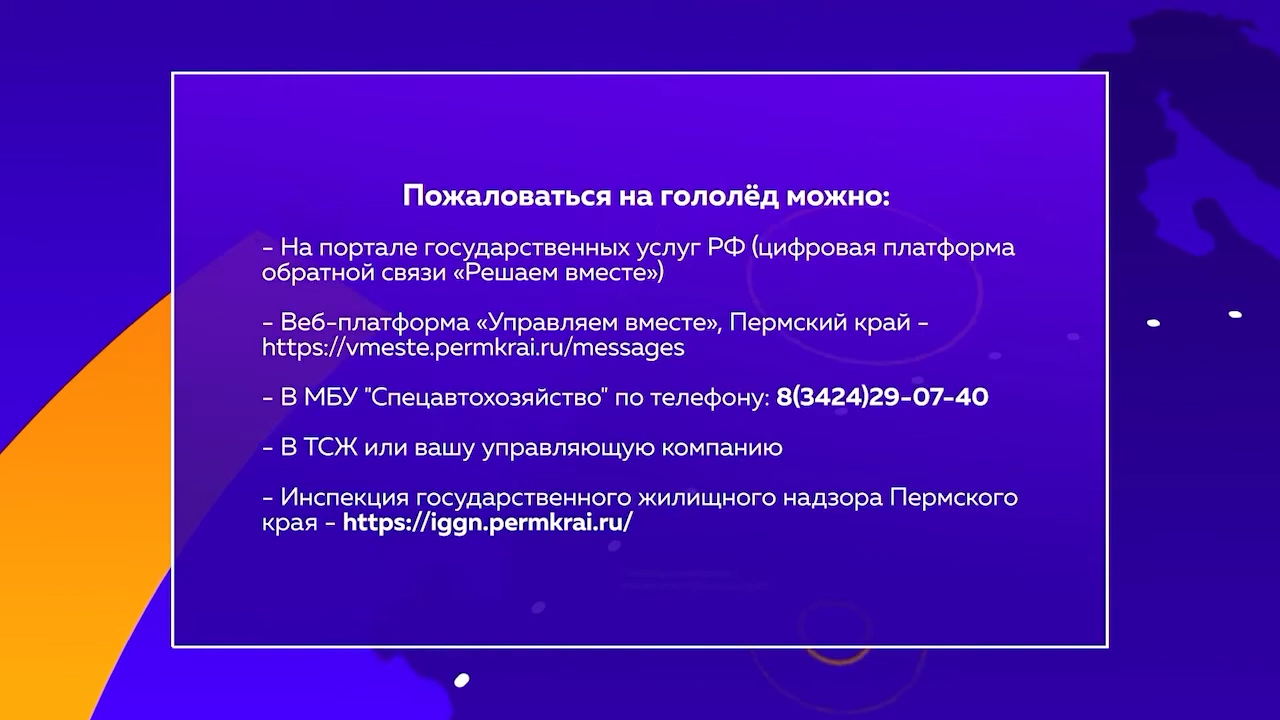 Пожаловаться на гололёд можно:
- На портале государственных услуг РФ (цифровая платформа
обратной связи «Решаем вместе»)
- Веб-платформа «Управляем вместе», Пермский край -
https://vmeste.permkrai.ru/messages
- В МБУ "Спецавтохозяйство" по телефону: 8(3424)29-07-40
- В ТСЖ или вашу управляющую компанию
- Инспекция государственного жилищного надзора Пермского
края - https://iggn.permkrai.ru/